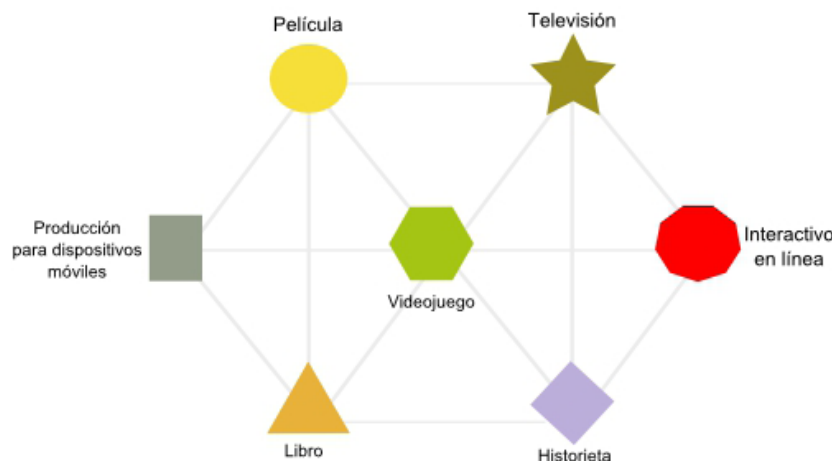 Película
Televisión
Producción
para dispositivos
móviles
Interactivo
en línea
Videojuego
Libro
Historieta